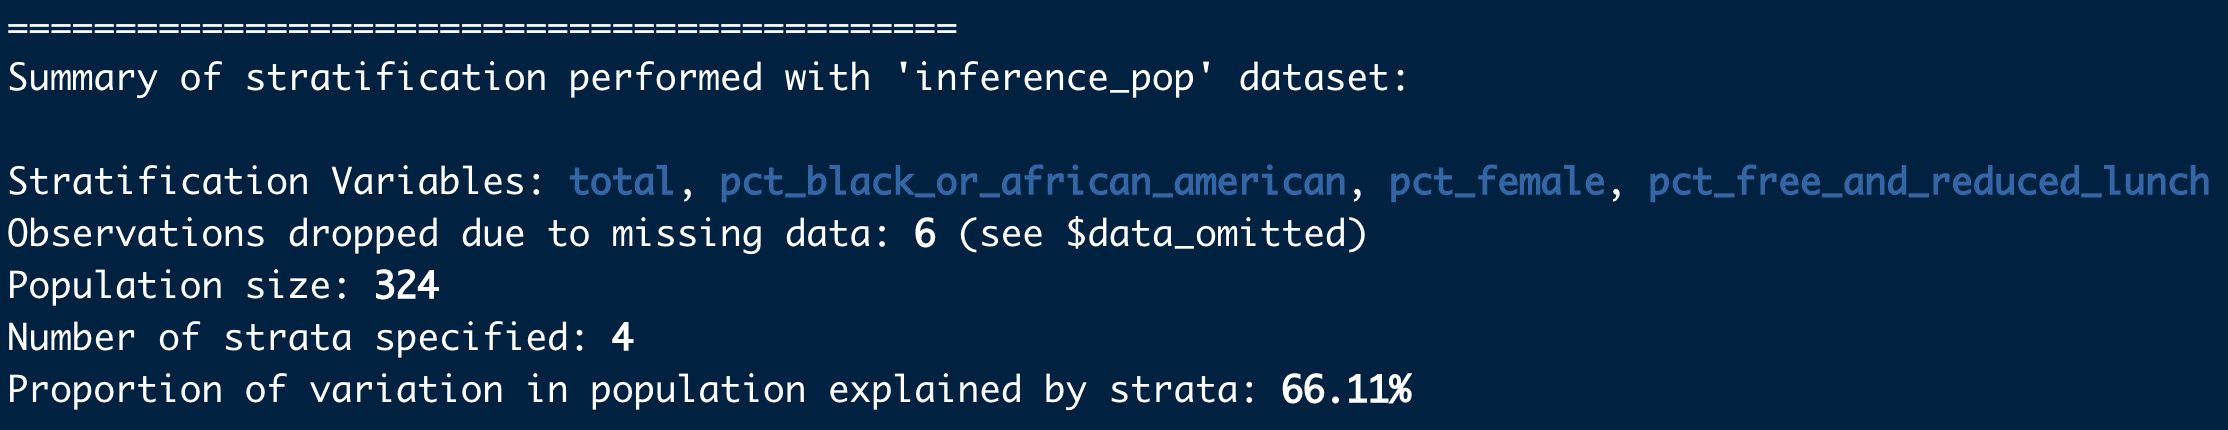 ============================================
Summary of stratification performed with 'inference_pop' dataset:
Stratification Variables: total, pct_black_or_african_american, pct_female, pct_free_and_reduced_lunch
Observations dropped due to missing data: 6 (see $data_omitted)
Population size: 324
Number of strata specified: 4
Proportion of variation in population explained by strata: 66.11%